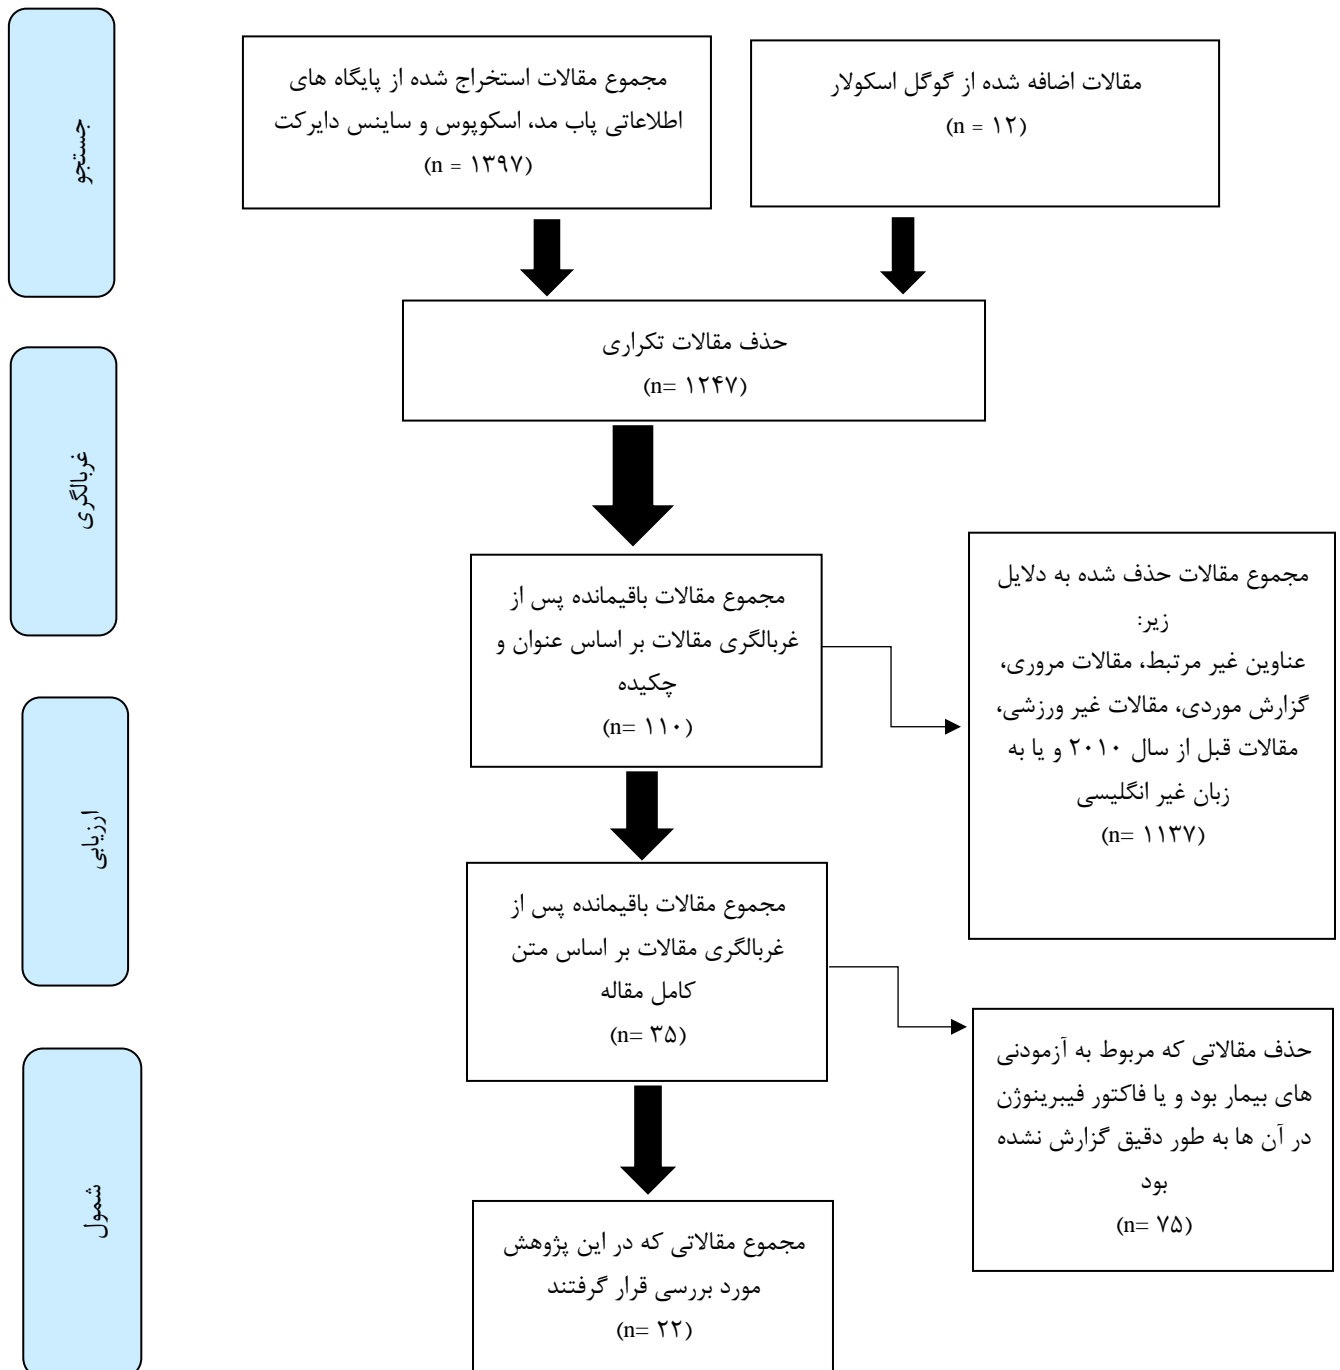 جستجو
مجموع مقالات استخراج شده از پایگاه های
اطلاعاتی پاب مد، اسکوپوس و ساینس دایرکت
(n = ۱۳۹۷)
مقالات اضافه شده از گوگل اسکولار
(n = ۱۲)
حذف مقالات تکراری
(n= ۱۲۴۷)
غربالگری
مجموع مقالات باقیمانده پس از
غربالگری مقالات بر اساس عنوان و
چکیده
(n= ۱۱۰)
مجموع مقالات حذف شده به دلایل
زیر:
عناوین غیر مرتبط، مقالات مروری،
گزارش موردی، مقالات غیر ورزشی،
مقالات قبل از سال ۲۰۱۰ و یا به
زبان غیر انگلیسی
(n= ۱۱۳۷)
ارزیابی
مجموع مقالات باقیمانده پس از
غربالگری مقالات بر اساس متن
کامل مقاله
(n= ۳۵)
حذف مقالاتی که مربوط به آزمودنی
های بیمار بود و یا فاکتور فیبرینوژن
در آن ها به طور دقیق گزارش نشده
بود
(n= ۷۵)
شمول
مجموع مقالاتی که در این پژوهش
مورد بررسی قرار گرفتند
(n= ۲۲)